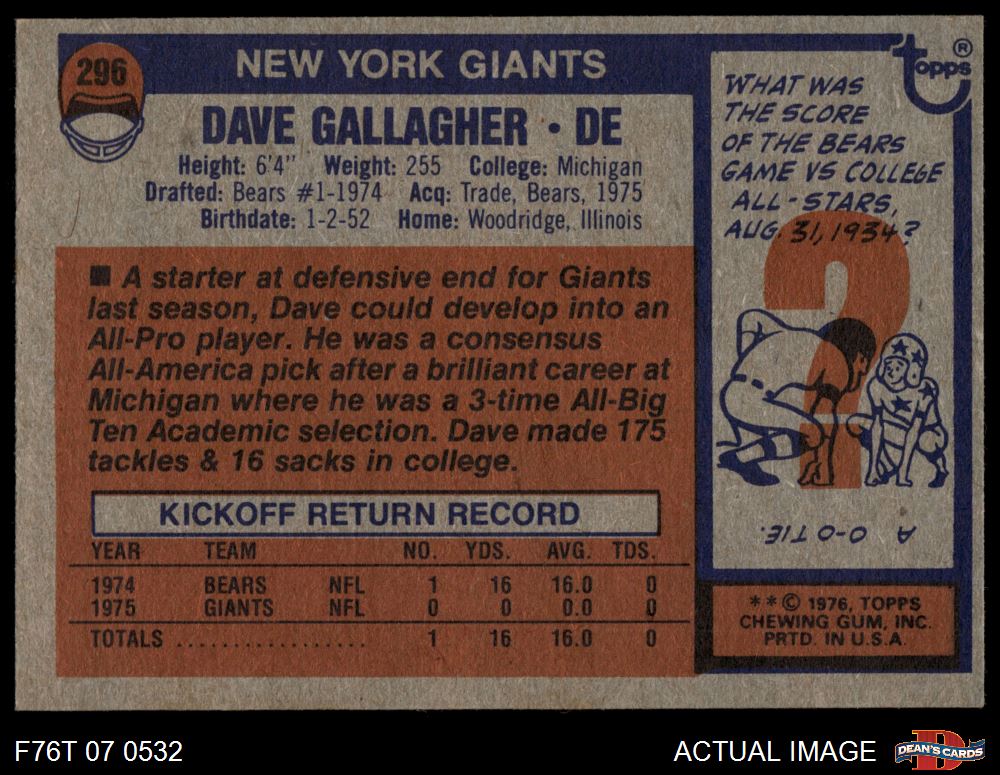 296
NEW YORK GIANTS
DAVE GALLAGHER • DE
Height: 6'4" Weight: 255 College: Michigan
Drafted: Bears #1-1974 Acq: Trade, Bears, 1975
Birthdate: 1-2-52 Home: Woodridge, Illinois
■ A starter at defensive end for Giants
last season, Dave could develop into an
All-Pro player. He was a consensus
All-America pick after a brilliant career at
Michigan where he was a 3-time All-Big
Ten Academic selection. Dave made 175
tackles & 16 sacks in college.
KICKOFF RETURN RECORD
YEAR TEAM NO. YDS. AVG. TDS.
1974 BEARS NFL 1 16 16.0 0
1975 GIANTS NFL 0 0 0.0 0
TOTALS .................. 1 16 16.0 0
Topps ®
WHAT WAS
THE SCORE
OF THE BEARS
GAME VS COLLEGE
ALL-STARS,
AUG. 31, 1934?
A 0-0 TIE.
**© 1976, TOPPS
CHEWING GUM, INC.
PRTD. IN U.S.A.
F76T 07 0532
ACTUAL IMAGE
DEAN'S CARDS